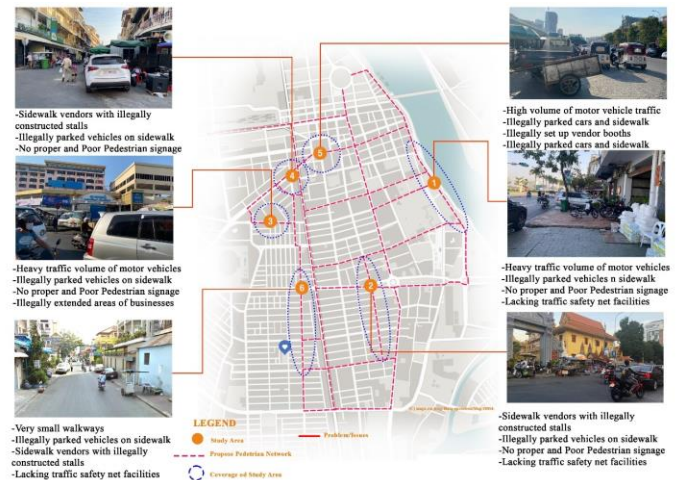 -Sidewalk vendors with illegally
constructed stalls
-Illegally parked vehicles on sidewalk
-No proper and Poor Pedestrian signage
-Heavy traffic volume of motor vehicles
-Illegally parked vehicles on sidewalk
-No proper and Poor Pedestrian signage
-Illegally extended areas of businesses
-Very small walkways
-Illegally parked vehicles on sidewalk
-Sidewalk vendors with illegally
constructed stalls
-Lacking traffic safety net facilities
5
4
1
3
6
2
LEGEND
Study Area
Problem/Issues
Propose Pedetrian Network
Coverage od Study Area
-High volume of motor vehicle traffic
-Illegally parked cars and sidewalk
-Illegally set up vendor booths
-Illegally parked cars and sidewalk
-Heavy traffic volume of motor vehicles
-Illegally parked vehicles n sidewalk
-No proper and Poor Pedestrian signage
-Lacking traffic safety net facilities
-Sidewalk vendors with illegally
constructed stalls
-Illegally parked vehicles on sidewalk
-No proper and Poor Pedestrian signage
-Lacking traffic safety net facilities